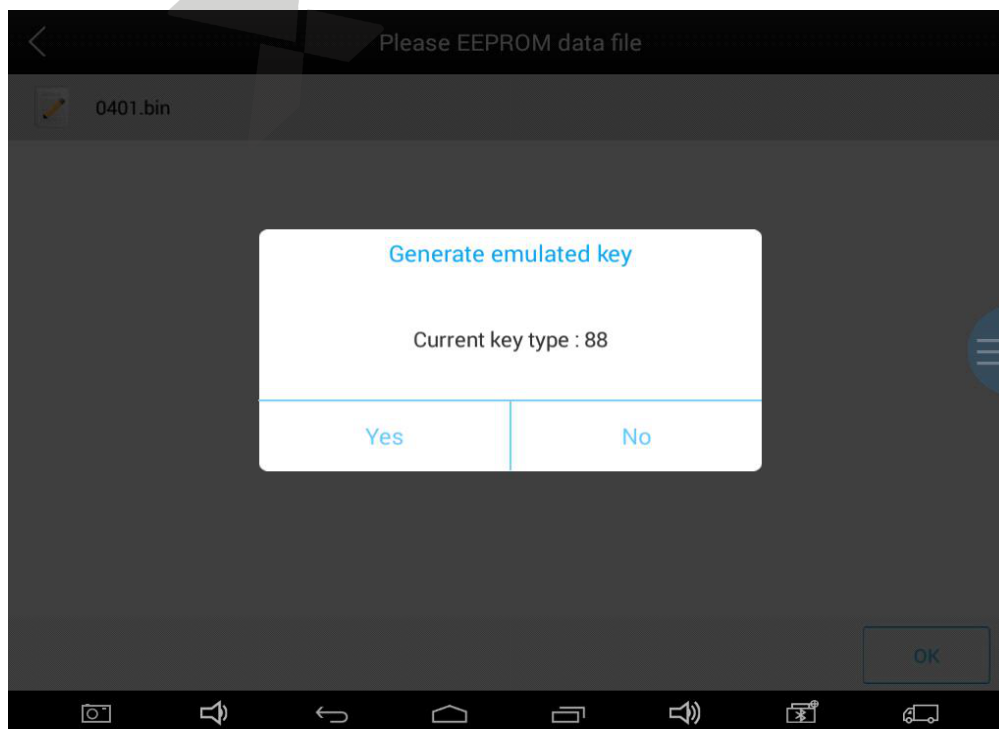 Please EEPROM data file
0401.bin
Generate emulated key
Current key type : 88
Yes
No
OK